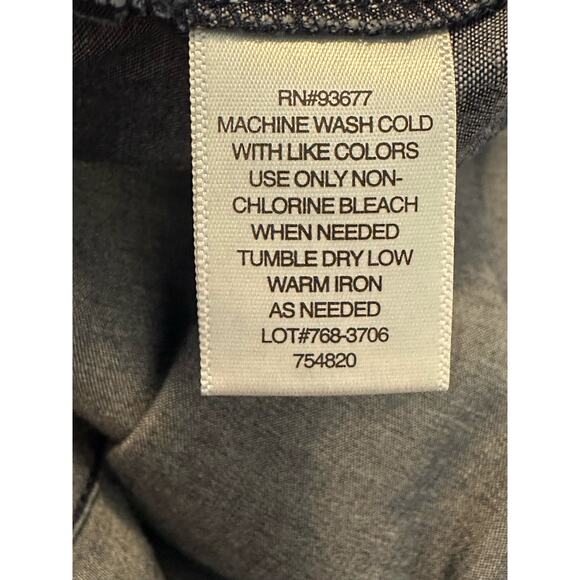 RN#93677
MACHINE WASH COLD
WITH LIKE COLORS
USE ONLY NON-
CHLORINE BLEACH
WHEN NEEDED
TUMBLE DRY LOW
WARM IRON
AS NEEDED
LOT#768-3706
754820